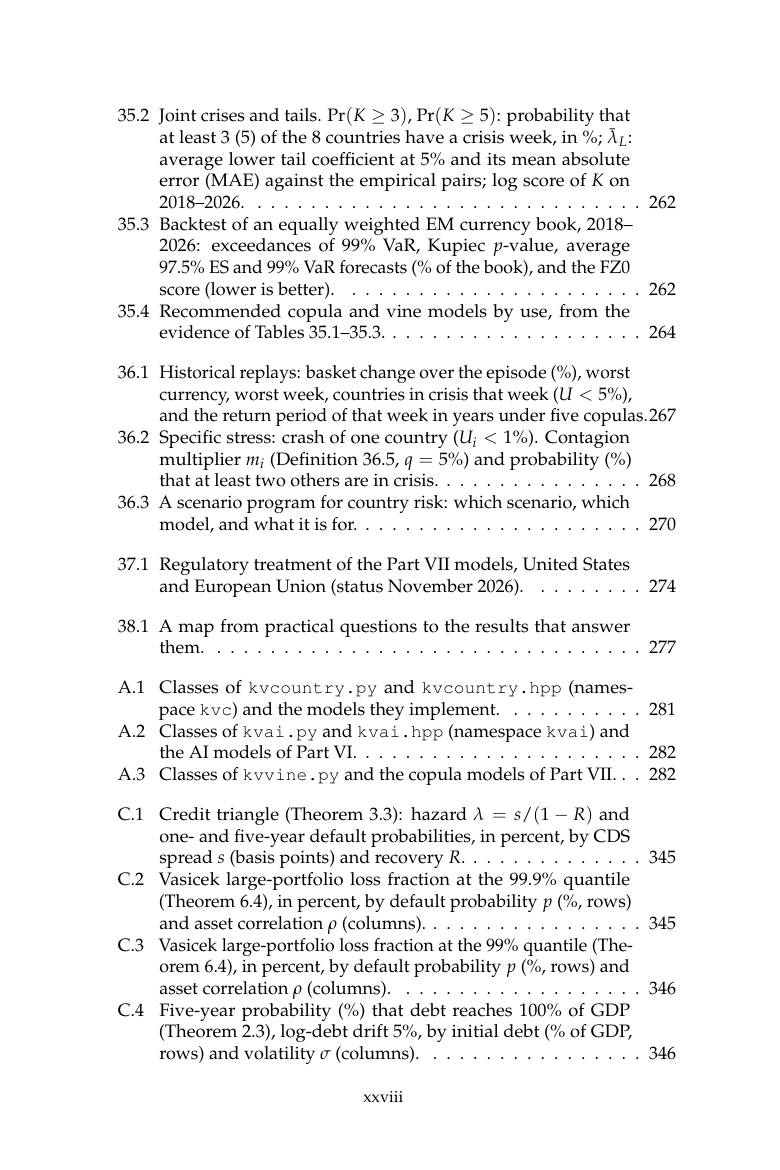 35.2 Joint crises and tails. Pr(K ≥ 3), Pr(K ≥ 5): probability that
at least 3 (5) of the 8 countries have a crisis week, in %; λ̄_L:
average lower tail coefficient at 5% and its mean absolute
error (MAE) against the empirical pairs; log score of K on
2018–2026. . . . . . . . . . . . . . . . . . . . . . . . . . . . . . 262
35.3 Backtest of an equally weighted EM currency book, 2018–
2026: exceedances of 99% VaR, Kupiec p-value, average
97.5% ES and 99% VaR forecasts (% of the book), and the FZ0
score (lower is better). . . . . . . . . . . . . . . . . . . . . . . 262
35.4 Recommended copula and vine models by use, from the
evidence of Tables 35.1–35.3. . . . . . . . . . . . . . . . . . . . 264
36.1 Historical replays: basket change over the episode (%), worst
currency, worst week, countries in crisis that week (U < 5%),
and the return period of that week in years under five copulas. 267
36.2 Specific stress: crash of one country (U_i < 1%). Contagion
multiplier m_i (Definition 36.5, q = 5%) and probability (%)
that at least two others are in crisis. . . . . . . . . . . . . . . . 268
36.3 A scenario program for country risk: which scenario, which
model, and what it is for. . . . . . . . . . . . . . . . . . . . . . 270
37.1 Regulatory treatment of the Part VII models, United States
and European Union (status November 2026). . . . . . . . . 274
38.1 A map from practical questions to the results that answer
them. . . . . . . . . . . . . . . . . . . . . . . . . . . . . . . . . 277
A.1 Classes of kvcountry.py and kvcountry.hpp (names-
pace kvc) and the models they implement. . . . . . . . . . . 281
A.2 Classes of kvai.py and kvai.hpp (namespace kvai) and
the AI models of Part VI. . . . . . . . . . . . . . . . . . . . . . 282
A.3 Classes of kvvine.py and the copula models of Part VII. . . 282
C.1 Credit triangle (Theorem 3.3): hazard λ = s/(1 − R) and
one- and five-year default probabilities, in percent, by CDS
spread s (basis points) and recovery R. . . . . . . . . . . . . . 345
C.2 Vasicek large-portfolio loss fraction at the 99.9% quantile
(Theorem 6.4), in percent, by default probability p (%, rows)
and asset correlation ρ (columns). . . . . . . . . . . . . . . . . 345
C.3 Vasicek large-portfolio loss fraction at the 99% quantile (The-
orem 6.4), in percent, by default probability p (%, rows) and
asset correlation ρ (columns). . . . . . . . . . . . . . . . . . . 346
C.4 Five-year probability (%) that debt reaches 100% of GDP
(Theorem 2.3), log-debt drift 5%, by initial debt (% of GDP,
rows) and volatility σ (columns). . . . . . . . . . . . . . . . . 346
xxviii